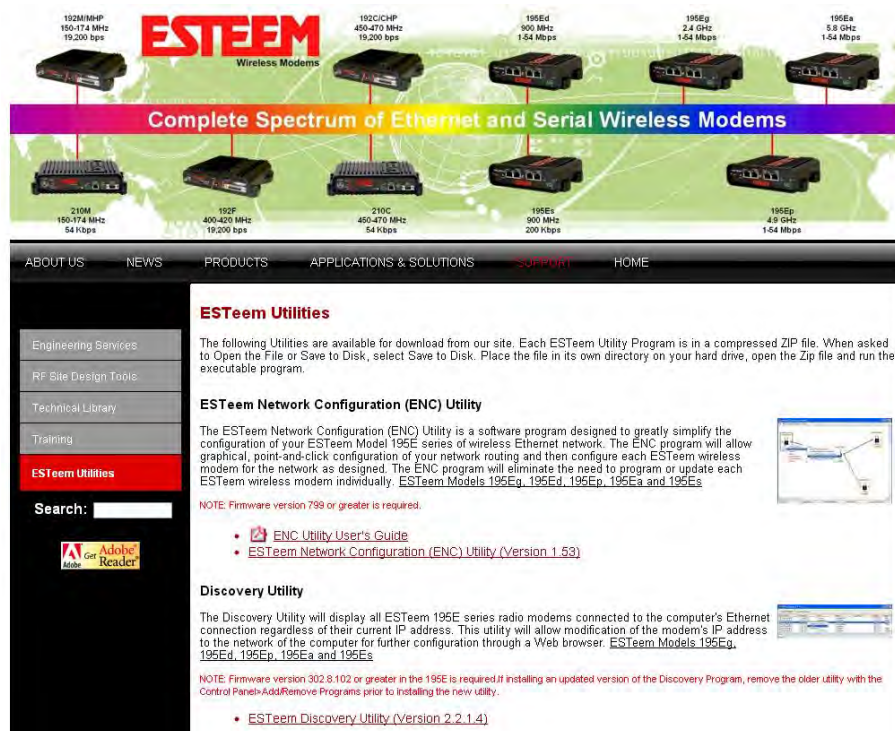 192M/MHP
150-174 MHz
19,200 bps
ESTEEM
Wireless Modems
192C/CHP
450-470 MHz
19,200 bps
195Ed
900 MHz
1-54 Mbps
195Eg
2.4 GHz
1-54 Mbps
195Ea
5.8 GHz
1-54 Mbps
Complete Spectrum of Ethernet and Serial Wireless Modems
210M
150-174 MHz
54 Kbps
192F
400-420 MHz
19,200 bps
210C
450-470 MHz
54 Kbps
195Es
900 MHz
200 Kbps
195Ep
4.9 GHz
1-54 Mbps
ABOUT US NEWS PRODUCTS APPLICATIONS & SOLUTIONS SUPPORT HOME
Engineering Services
RF Site Design Tools
Technical Library
Training
ESTeem Utilities
Search:
Adobe
Get Adobe®
Reader®
ESTeem Utilities
The following Utilities are available for download from our site. Each ESTeem Utility Program is in a compressed ZIP file. When asked
to Open the File or Save to Disk, select Save to Disk. Place the file in its own directory on your hard drive, open the Zip file and run the
executable program.
ESTeem Network Configuration (ENC) Utility
The ESTeem Network Configuration (ENC) Utility is a software program designed to greatly simplify the
configuration of your ESTeem Model 195E series of wireless Ethernet network. The ENC program will allow
graphical, point-and-click configuration of your network routing and then configure each ESTeem wireless
modem for the network as designed. The ENC program will eliminate the need to program or update each
ESTeem wireless modem individually. ESTeem Models 195Eg, 195Ed, 195Ep, 195Ea and 195Es
NOTE: Firmware version 799 or greater is required.
• ENC Utility User's Guide
• ESTeem Network Configuration (ENC) Utility (Version 1.53)
Discovery Utility
The Discovery Utility will display all ESTeem 195E series radio modems connected to the computer's Ethernet
connection regardless of their current IP address. This utility will allow modification of the modem's IP address
to the network of the computer for further configuration through a Web browser. ESTeem Models 195Eg,
195Ed, 195Ep, 195Ea and 195Es
NOTE: Firmware version 302.8.102 or greater in the 195E is required.If installing an updated version of the Discovery Program, remove the older utility with the
Control Panel>Add/Remove Programs prior to installing the new utility.
• ESTeem Discovery Utility (Version 2.2.1.4)